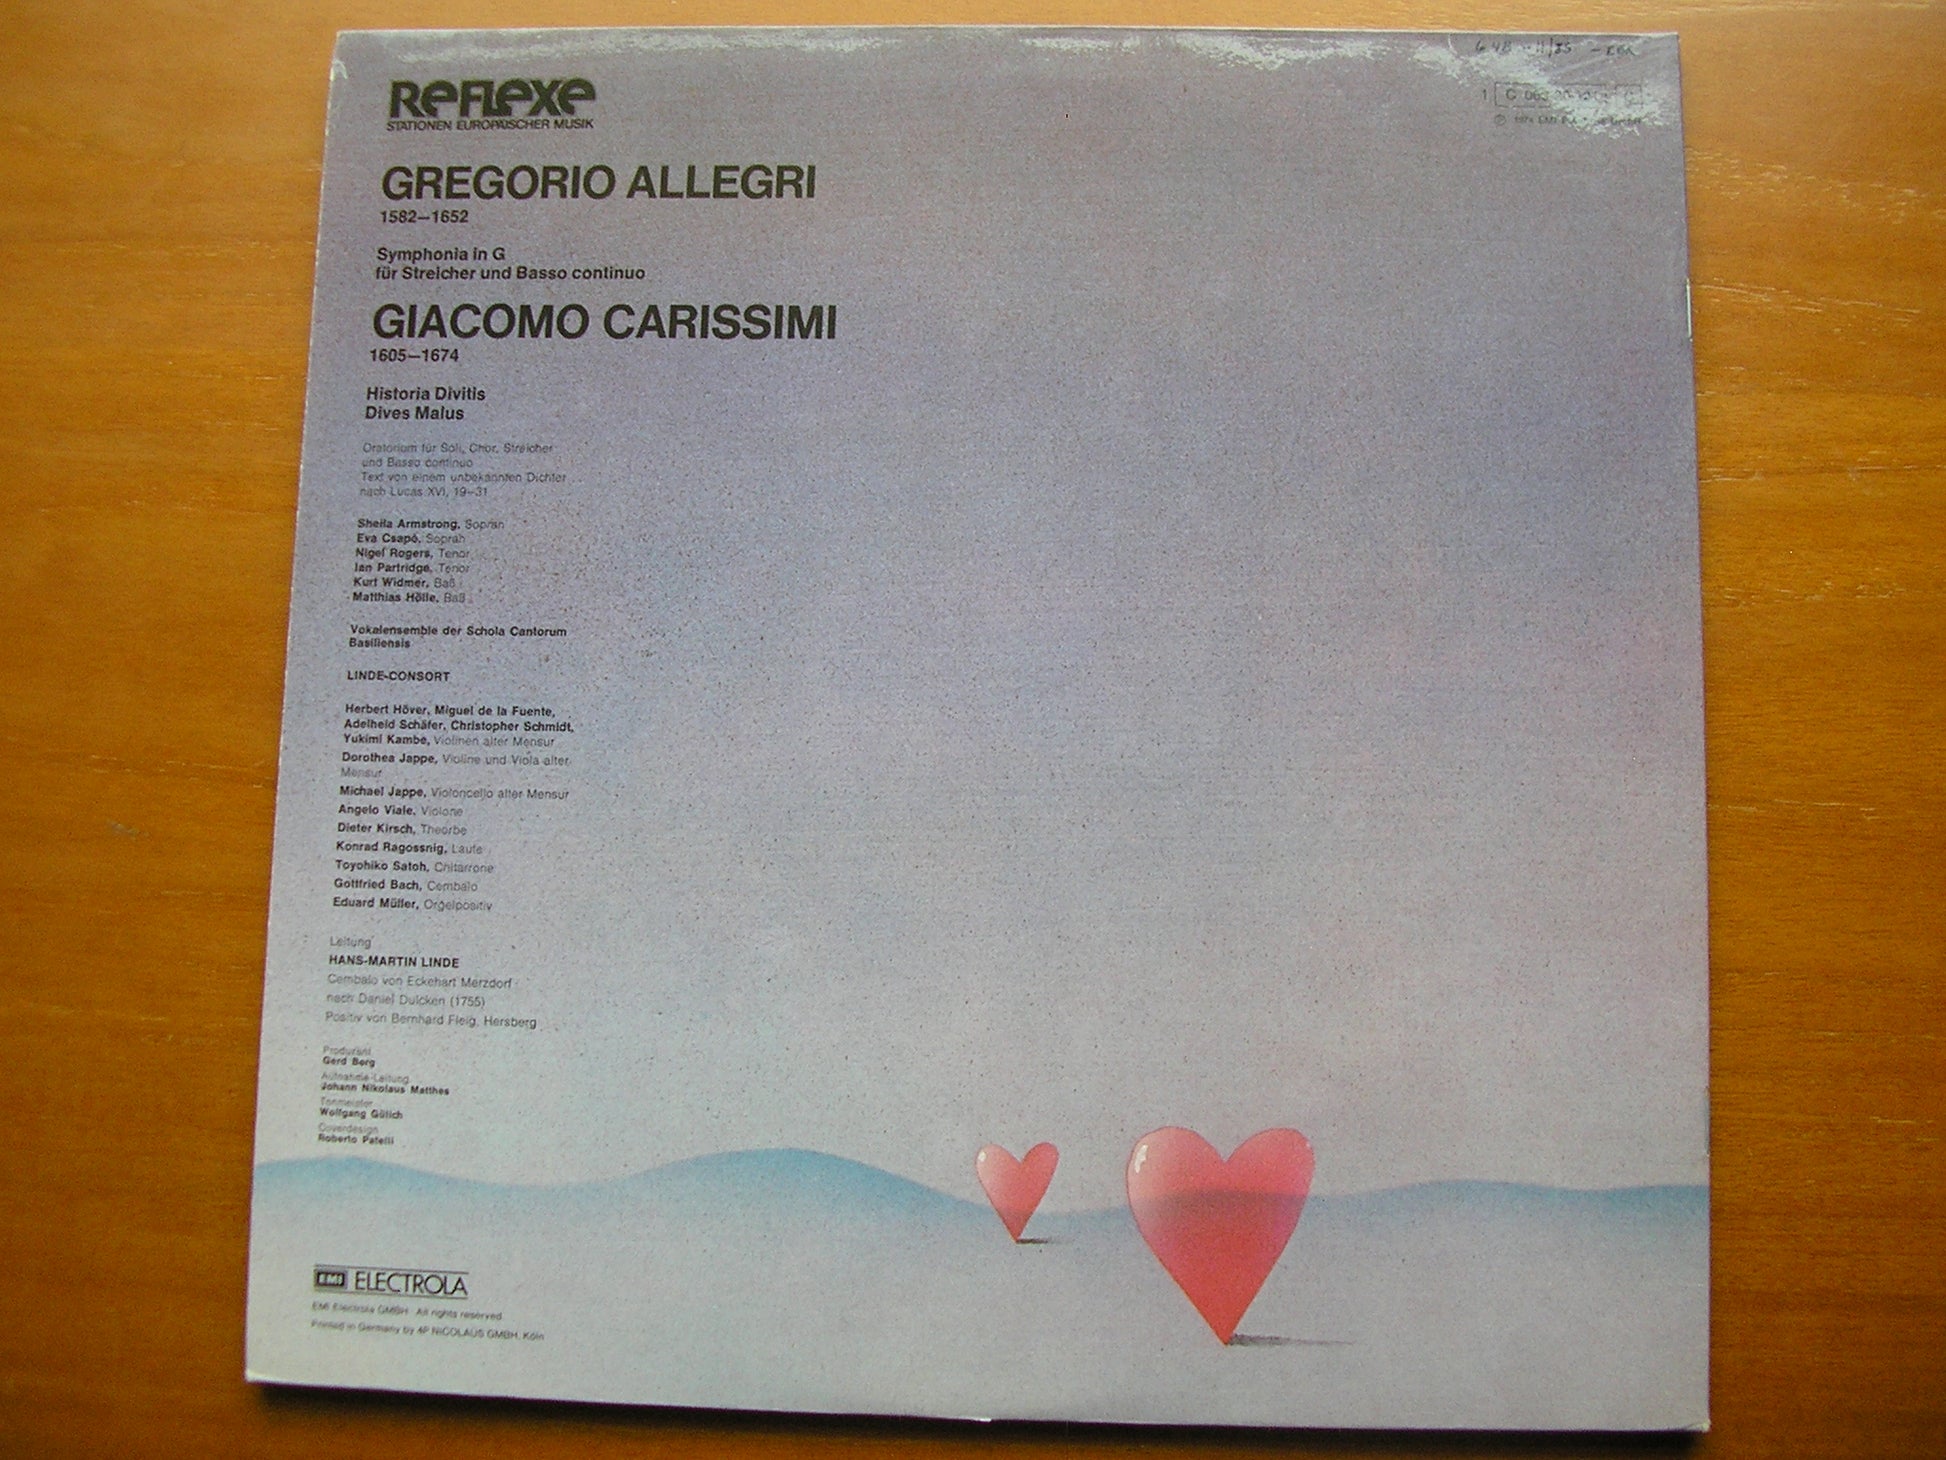 REFLEXE
STATIONEN EUROPÄISCHER MUSIK
GREGORIO ALLEGRI
1582–1652
Symphonia in G
für Streicher und Basso continuo
GIACOMO CARISSIMI
1605–1674
Historia Divitis
Dives Malus
Oratorium für Soli, Chor, Streicher
und Basso continuo
Text von einem unbekannten Dichter
nach Lucas XVI, 19–31
Sheila Armstrong, Sopran
Eva Csapó, Sopran
Nigel Rogers, Tenor
Ian Partridge, Tenor
Kurt Widmer, Baß
Matthias Hölle, Baß
Vokalensemble der Schola Cantorum
Basiliensis
LINDE-CONSORT
Herbert Höver, Miguel de la Fuente,
Adelheid Schäfer, Christopher Schmidt,
Yukimi Kambe, Violinen alter Mensur
Dorothea Jappe, Violine und Viola alter
Mensur
Michael Jappe, Violoncello alter Mensur
Angelo Viale, Violone
Dieter Kirsch, Theorbe
Konrad Ragossnig, Laute
Toyohiko Satoh, Chitarrone
Gottfried Bach, Cembalo
Eduard Müller, Orgelpositiv
Leitung
HANS-MARTIN LINDE
Cembalo von Eckehart Merzdorf
nach Daniel Dulcken (1755)
Positiv von Bernhard Fleig, Hersberg
Produzent
Gerd Berg
Aufnahme-Leitung
Johann Nikolaus Matthes
Tonmeister
Wolfgang Gülich
Coverdesign
Roberto Patelli
EMI ELECTROLA
EMI Electrola GMBH. All rights reserved.
Printed in Germany by 4P NICOLAUS GMBH, Köln
1 C 063